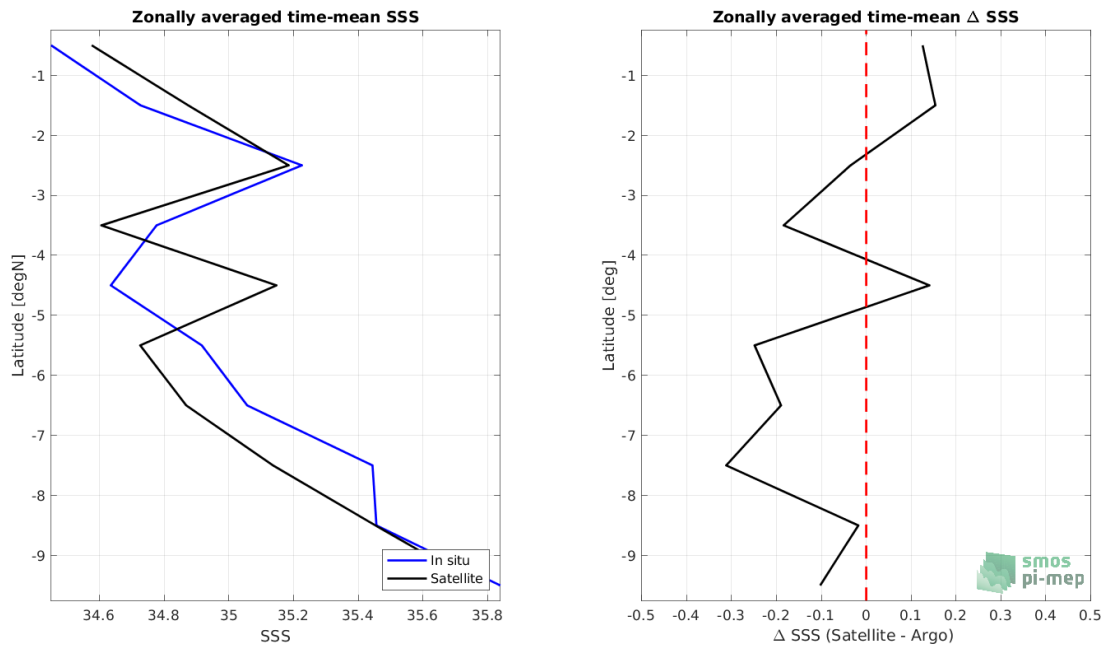 Zonally averaged time-mean SSS
-1
-2
-3
-4
-5
-6
-7
-8
-9
Latitude [degN]
34.6 34.8 35 35.2 35.4 35.6 35.8
SSS
In situ
Satellite
Zonally averaged time-mean Δ SSS
-1
-2
-3
-4
-5
-6
-7
-8
-9
Latitude [deg]
-0.5 -0.4 -0.3 -0.2 -0.1 0 0.1 0.2 0.3 0.4 0.5
Δ SSS (Satellite - Argo)
smos
pi-mep